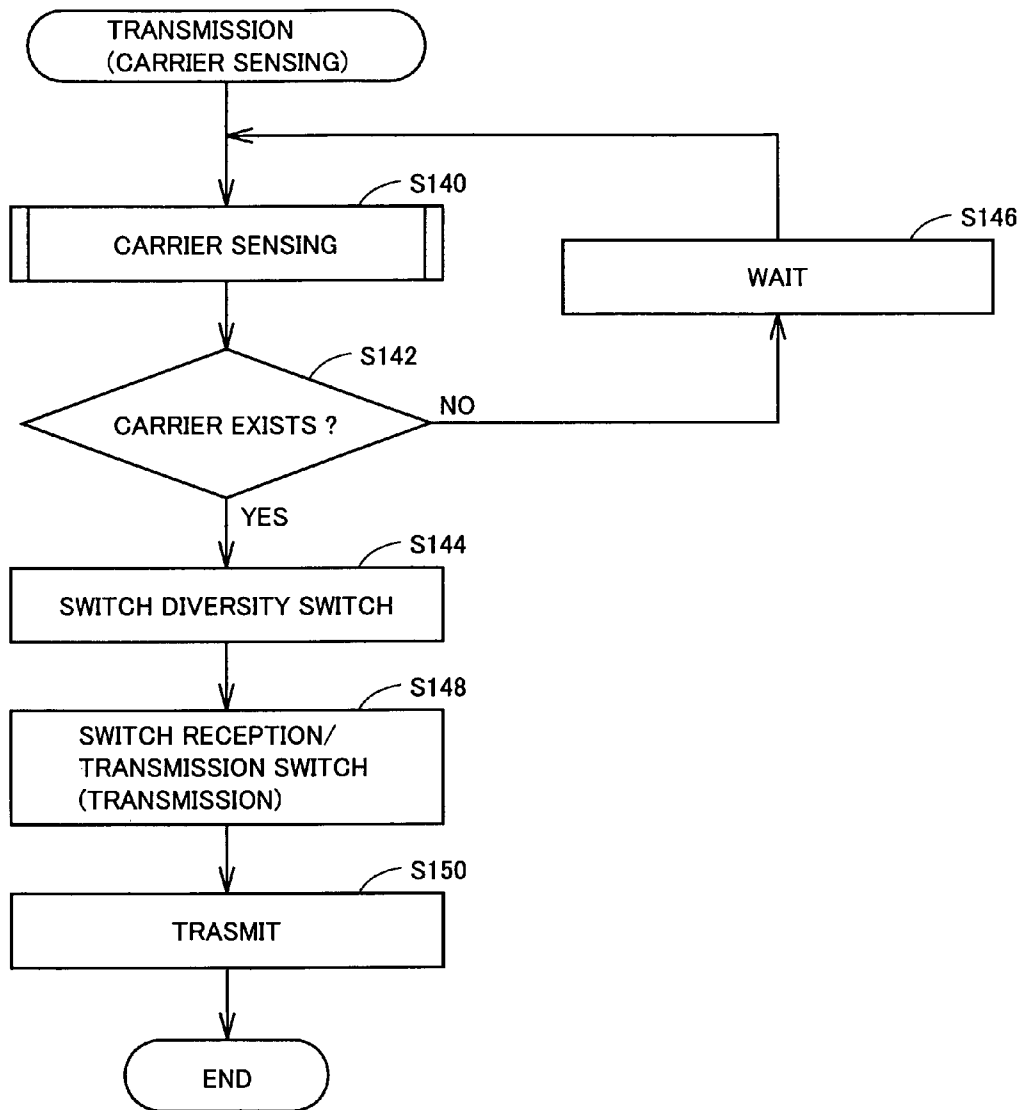 TRANSMISSION
(CARRIER SENSING)
S140
CARRIER SENSING
S146
WAIT
S142
CARRIER EXISTS ?
NO
YES
S144
SWITCH DIVERSITY SWITCH
S148
SWITCH RECEPTION/
TRANSMISSION SWITCH
(TRANSMISSION)
S150
TRASMIT
END